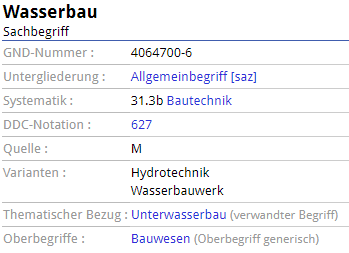 Wasserbau
Sachbegriff
GND-Nummer : 4064700-6
Untergliederung : Allgemeinbegriff [saz]
Systematik : 31.3b Bautechnik
DDC-Notation : 627
Quelle : M
Varianten : Hydrotechnik
Wasserbauwerk
Thematischer Bezug : Unterwasserbau (verwandter Begriff)
Oberbegriffe : Bauwesen (Oberbegriff generisch)